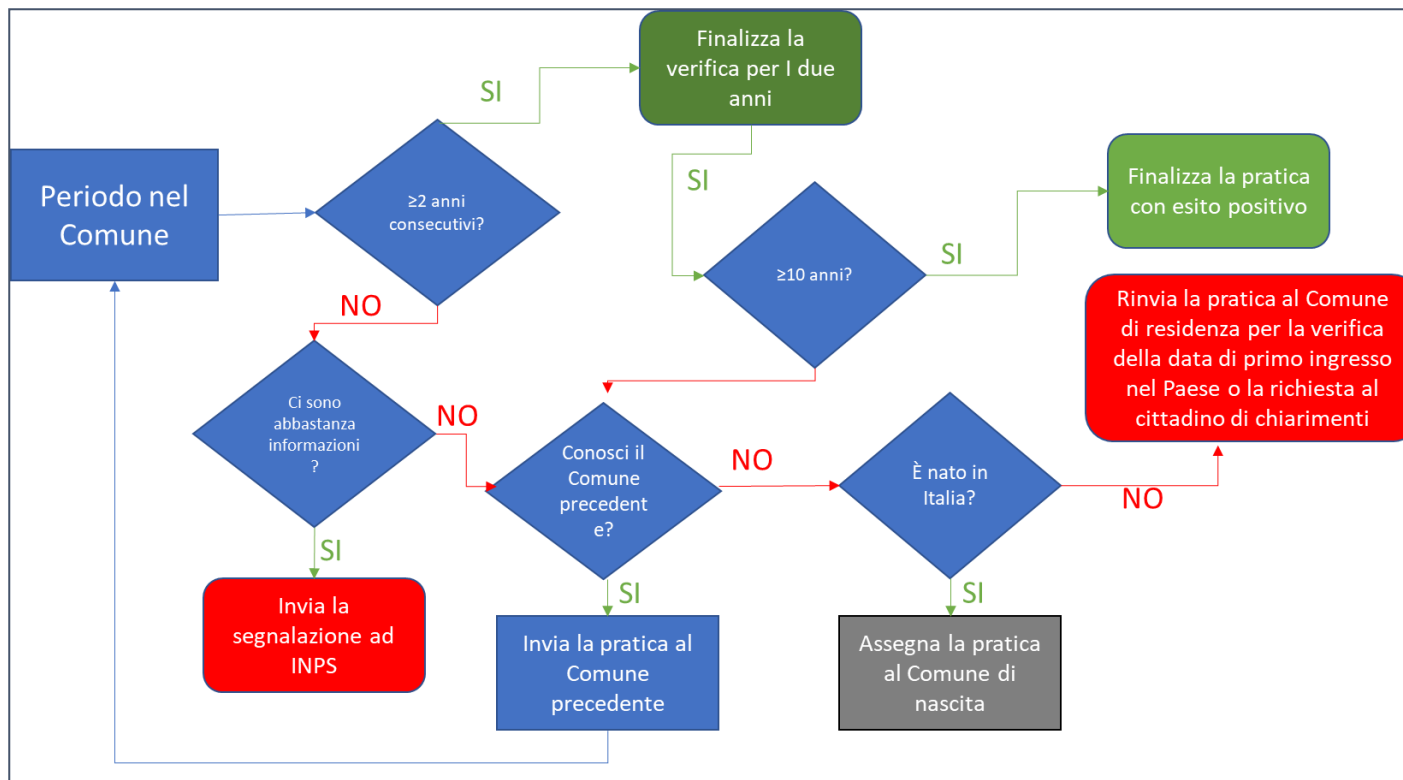 Finalizza la
verifica per I due
anni
SI
Periodo nel
Comune
≥2 anni
consecutivi?
SI
Finalizza la pratica
con esito positivo
SI
≥10 anni?
NO
Rinvia la pratica al Comune
di residenza per la verifica
della data di primo ingresso
nel Paese o la richiesta al
cittadino di chiarimenti
Ci sono
abbastanza
informazioni
?
NO
Conosci il
Comune
precedent
e?
NO
È nato in
Italia?
NO
SI
SI
SI
Invia la
segnalazione ad
INPS
Invia la pratica al
Comune
precedente
Assegna la pratica
al Comune di
nascita